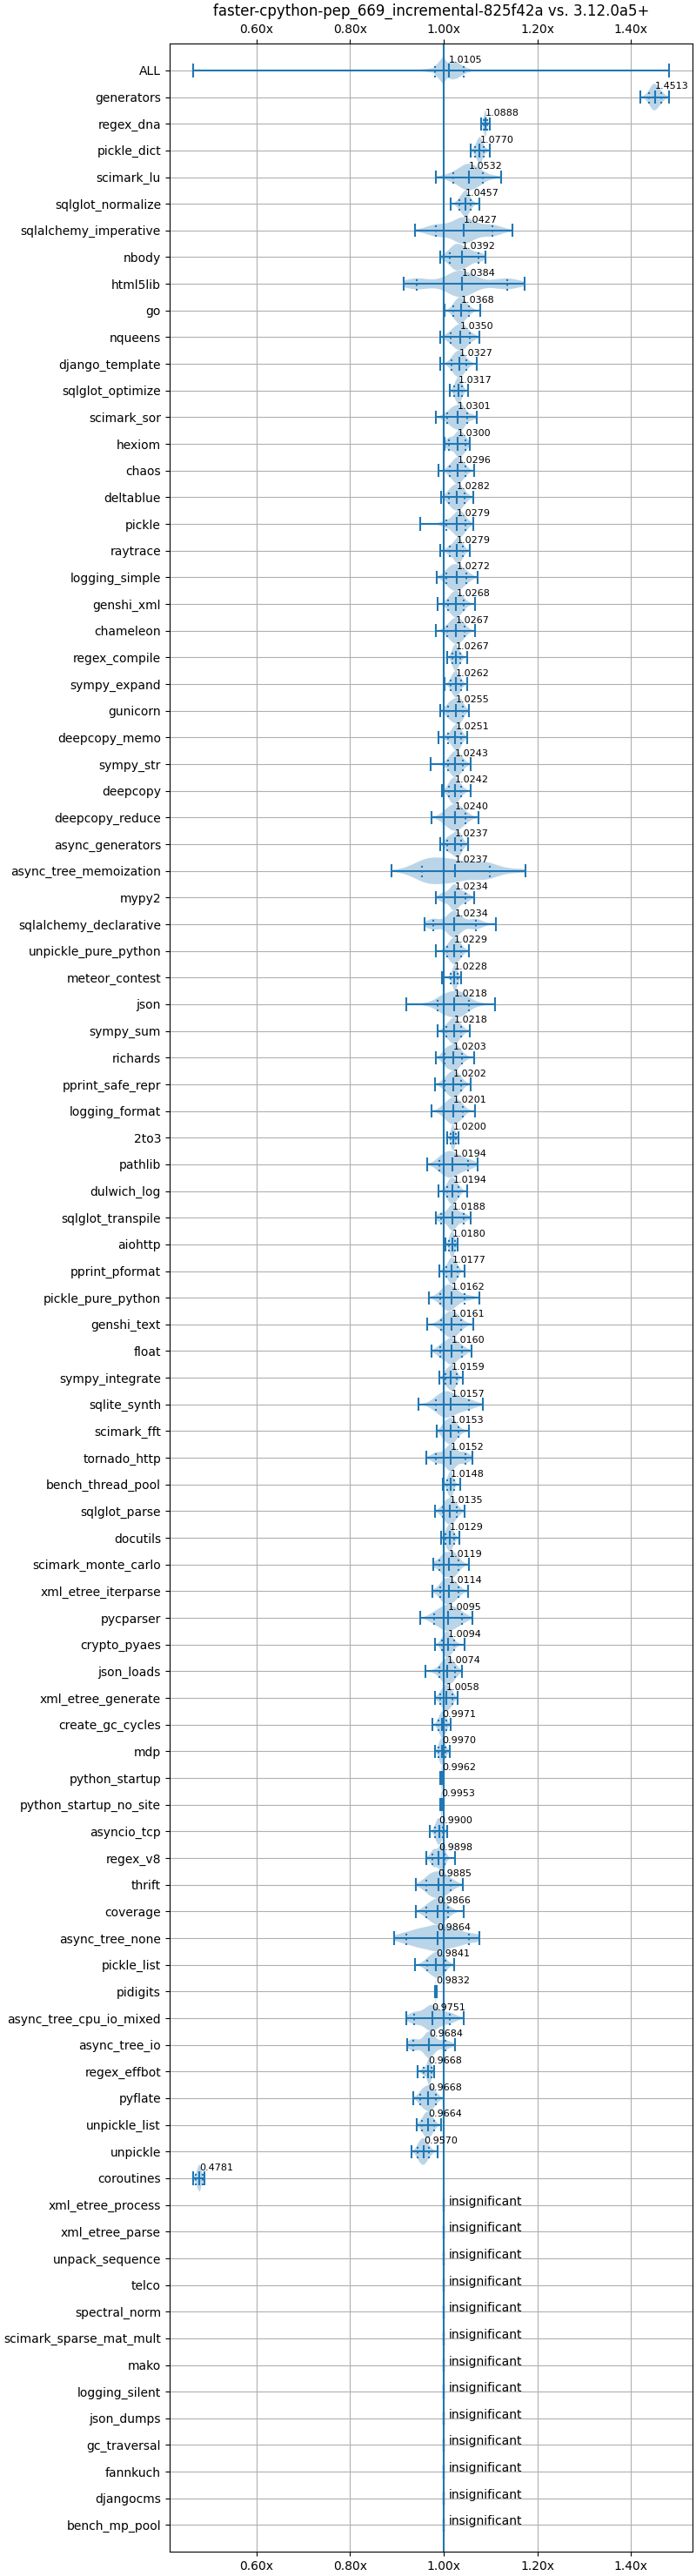 faster-cpython-pep_669_incremental-825f42a vs. 3.12.0a5+
0.60x 0.80x 1.00x 1.20x 1.40x
ALL 1.0105
generators 1.4513
regex_dna 1.0888
pickle_dict 1.0770
scimark_lu 1.0532
sqlglot_normalize 1.0457
sqlalchemy_imperative 1.0427
nbody 1.0392
html5lib 1.0384
go 1.0368
nqueens 1.0350
django_template 1.0327
sqlglot_optimize 1.0317
scimark_sor 1.0301
hexiom 1.0300
chaos 1.0296
deltablue 1.0282
pickle 1.0279
raytrace 1.0279
logging_simple 1.0272
genshi_xml 1.0268
chameleon 1.0267
regex_compile 1.0267
sympy_expand 1.0262
gunicorn 1.0255
deepcopy_memo 1.0251
sympy_str 1.0243
deepcopy 1.0242
deepcopy_reduce 1.0240
async_generators 1.0237
async_tree_memoization 1.0237
mypy2 1.0234
sqlalchemy_declarative 1.0234
unpickle_pure_python 1.0229
meteor_contest 1.0228
json 1.0218
sympy_sum 1.0218
richards 1.0203
pprint_safe_repr 1.0202
logging_format 1.0201
2to3 1.0200
pathlib 1.0194
dulwich_log 1.0194
sqlglot_transpile 1.0188
aiohttp 1.0180
pprint_pformat 1.0177
pickle_pure_python 1.0162
genshi_text 1.0161
float 1.0160
sympy_integrate 1.0159
sqlite_synth 1.0157
scimark_fft 1.0153
tornado_http 1.0152
bench_thread_pool 1.0148
sqlglot_parse 1.0135
docutils 1.0129
scimark_monte_carlo 1.0119
xml_etree_iterparse 1.0114
pycparser 1.0095
crypto_pyaes 1.0094
json_loads 1.0074
xml_etree_generate 1.0058
create_gc_cycles 0.9971
mdp 0.9970
python_startup 0.9962
python_startup_no_site 0.9953
asyncio_tcp 0.9900
regex_v8 0.9898
thrift 0.9885
coverage 0.9866
async_tree_none 0.9864
pickle_list 0.9841
pidigits 0.9832
async_tree_cpu_io_mixed 0.9751
async_tree_io 0.9684
regex_effbot 0.9668
pyflate 0.9668
unpickle_list 0.9664
unpickle 0.9570
coroutines 0.4781
xml_etree_process insignificant
xml_etree_parse insignificant
unpack_sequence insignificant
telco insignificant
spectral_norm insignificant
scimark_sparse_mat_mult insignificant
mako insignificant
logging_silent insignificant
json_dumps insignificant
gc_traversal insignificant
fannkuch insignificant
djangocms insignificant
bench_mp_pool insignificant
0.60x 0.80x 1.00x 1.20x 1.40x